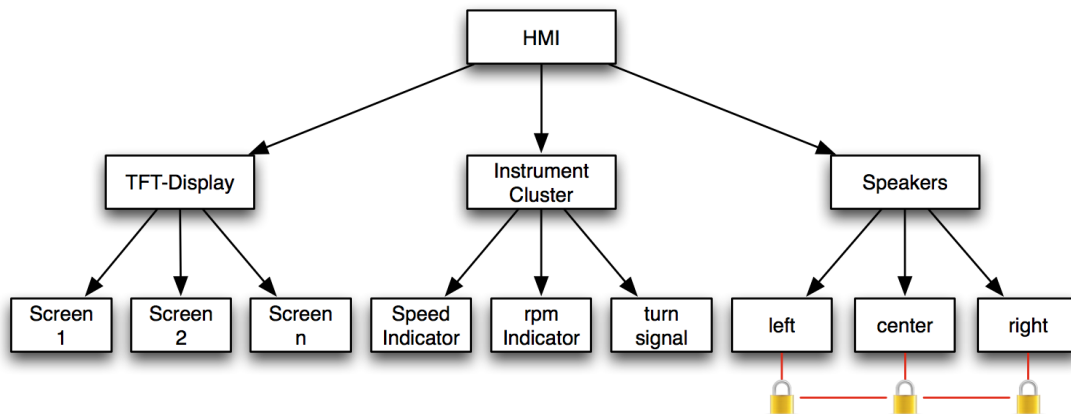 HMI
TFT-Display
Instrument
Cluster
Speakers
Screen
1
Screen
2
Screen
n
Speed
Indicator
rpm
Indicator
turn
signal
left
center
right